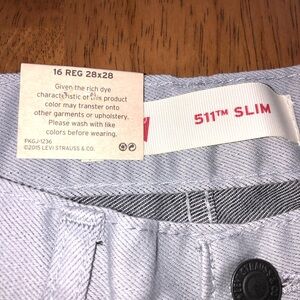 16 REG 28x28
Given the rich dye
characteristic of this product
color may transfer onto
other garments or upholstery.
Please wash with like
colors before wearing.
PKGJ-1236
©2015 LEVI STRAUSS & CO.
511™ SLIM
STRAUSS